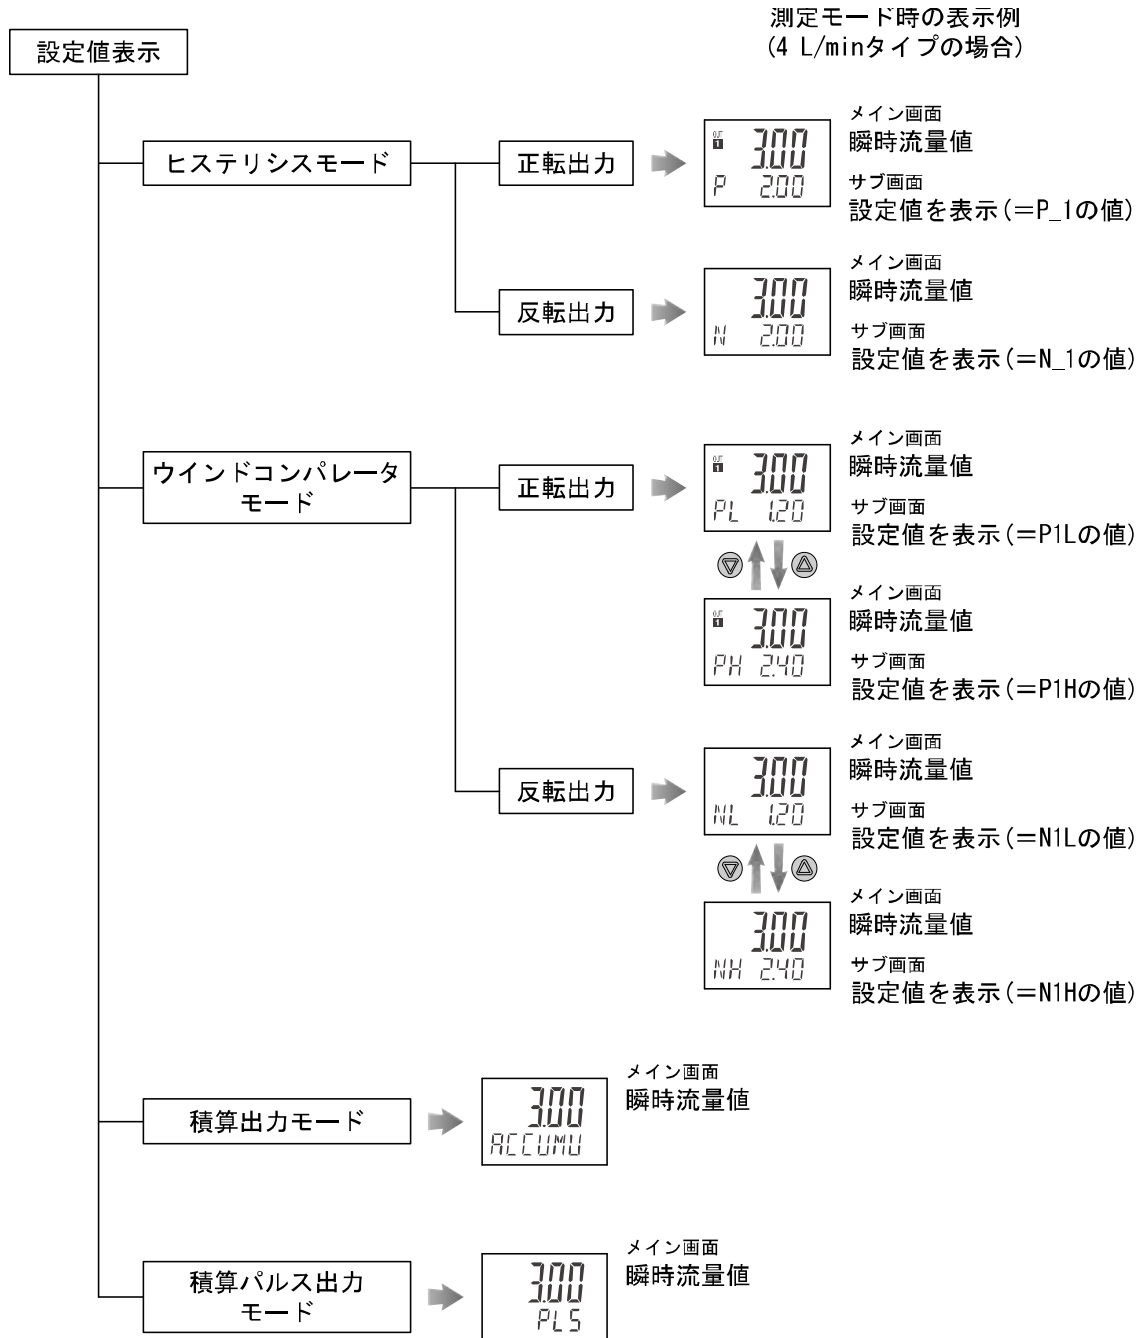 測定モード時の表示例
(4 L/minタイプの場合)
設定値表示
ヒステリシスモード
正転出力
OUT
1
3.00
P 2.00
メイン画面
瞬時流量値
サブ画面
設定値を表示(=P_1の値)
反転出力
3.00
N 2.00
メイン画面
瞬時流量値
サブ画面
設定値を表示(=N_1の値)
ウインドコンパレータ
モード
正転出力
OUT
1
3.00
PL 1.20
メイン画面
瞬時流量値
サブ画面
設定値を表示(=P1Lの値)
OUT
1
3.00
PH 2.40
メイン画面
瞬時流量値
サブ画面
設定値を表示(=P1Hの値)
反転出力
3.00
NL 1.20
メイン画面
瞬時流量値
サブ画面
設定値を表示(=N1Lの値)
3.00
NH 2.40
メイン画面
瞬時流量値
サブ画面
設定値を表示(=N1Hの値)
積算出力モード
3.00
ACCUMU
メイン画面
瞬時流量値
積算パルス出力
モード
3.00
PLS
メイン画面
瞬時流量値